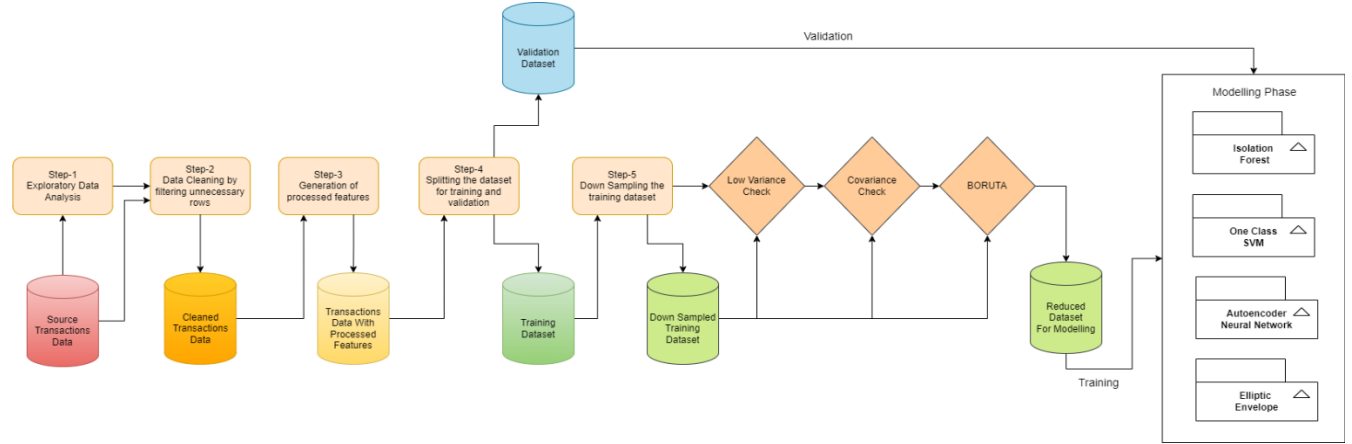 Validation
Dataset
Validation
Modelling Phase
Isolation
Forest
One Class
SVM
Autoencoder
Neural Network
Elliptic
Envelope
Step-1
Exploratory Data
Analysis
Step-2
Data Cleaning by
filtering unnecessary
rows
Step-3
Generation of
processed features
Step-4
Splitting the dataset
for training and
validation
Step-5
Down Sampling the
training dataset
Low Variance
Check
Covariance
Check
BORUTA
Source
Transactions
Data
Cleaned
Transactions
Data
Transactions
Data With
Processed
Features
Training
Dataset
Down Sampled
Training
Dataset
Reduced
Dataset
For Modelling
Training